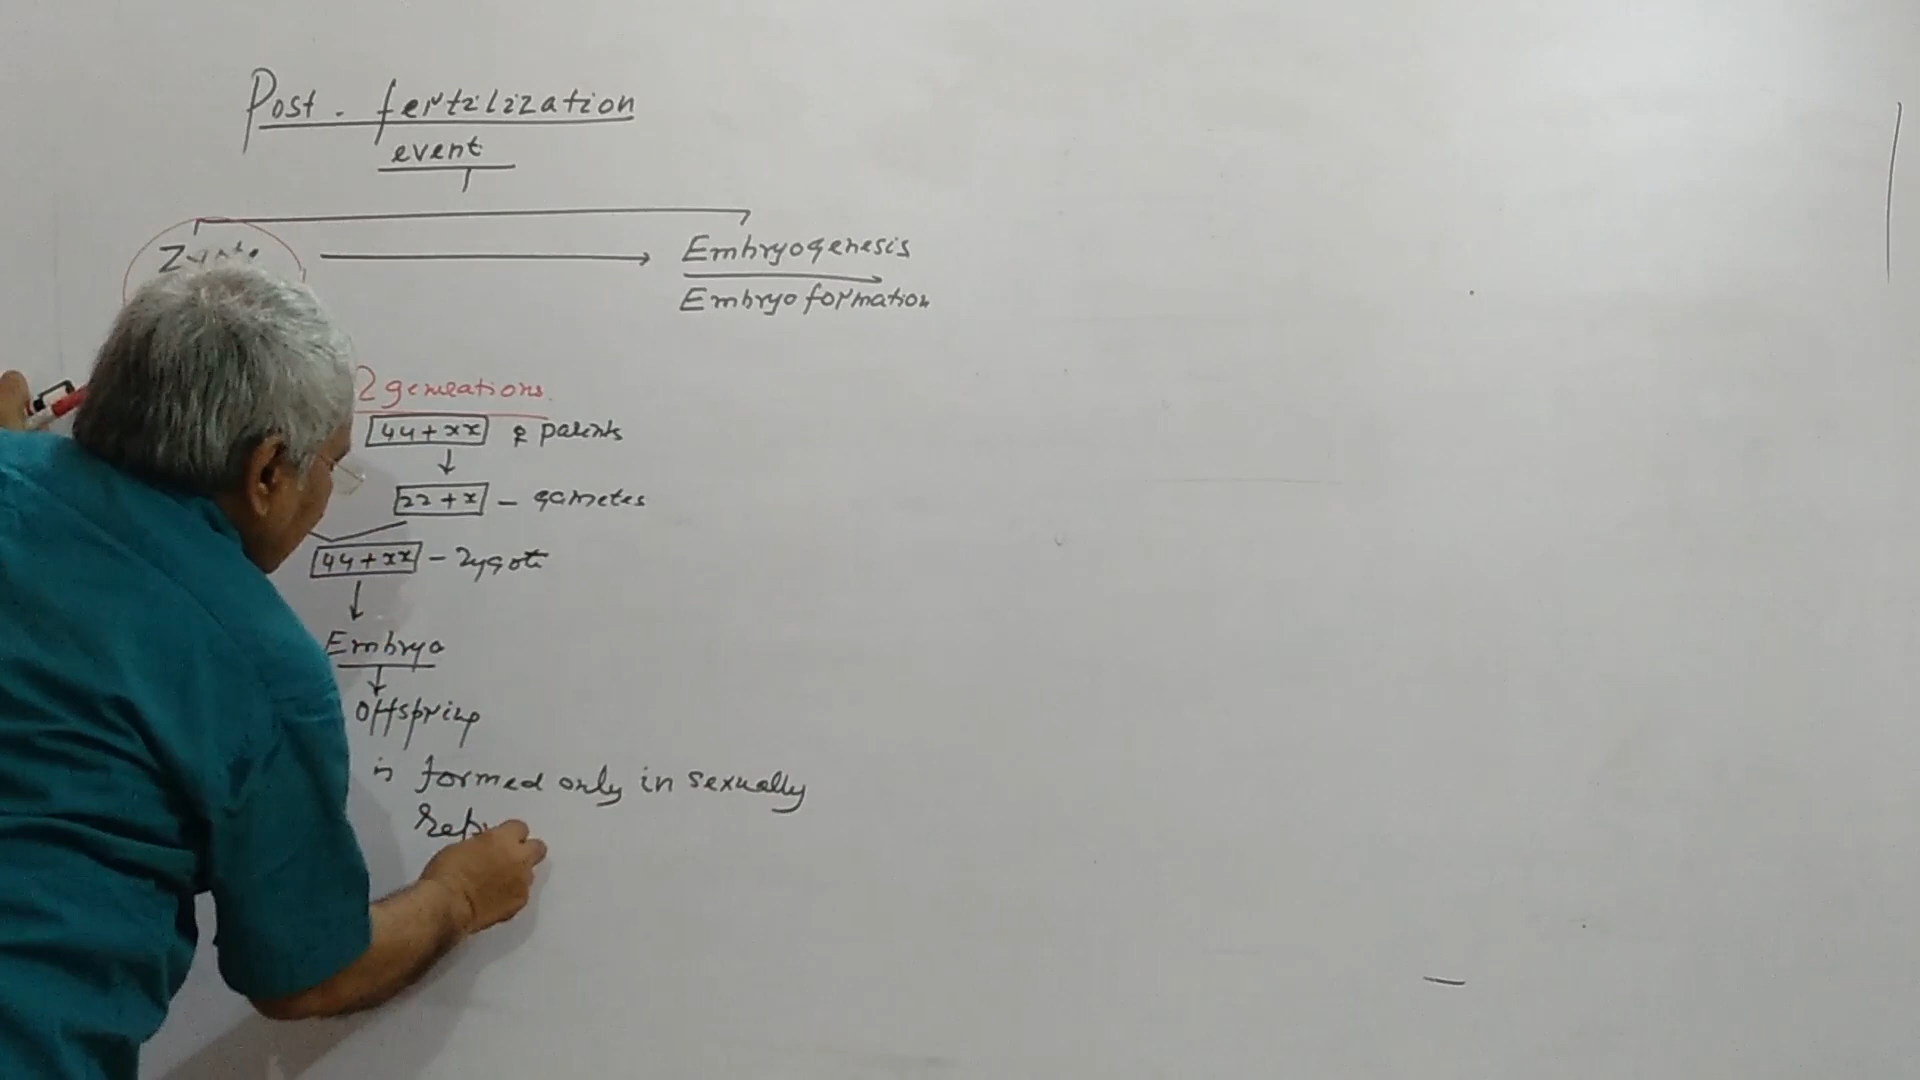 Post - fertilization
event
Embryogenesis
Embryo formation
2 generations.
44+xx ♀ parents
22+x - gametes
44+xx - Zygote
Embryo
Offspring
is formed only in sexually